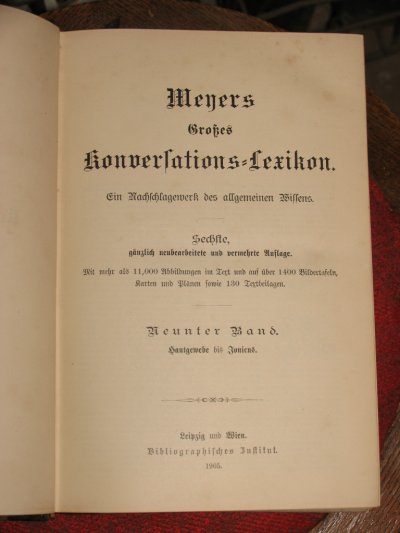 Meyers
Großes
Konversations-Lexikon.
Ein Nachschlagewerk des allgemeinen Wissens.
Sechste,
gänzlich neubearbeitete und vermehrte Auflage.
Mit mehr als 11,000 Abbildungen im Text und auf über 1400 Bildertafeln,
Karten und Plänen sowie 130 Textbeilagen.
Neunter Band.
Hautgewebe bis Jonicus.
Leipzig und Wien.
Bibliographisches Institut.
1905.